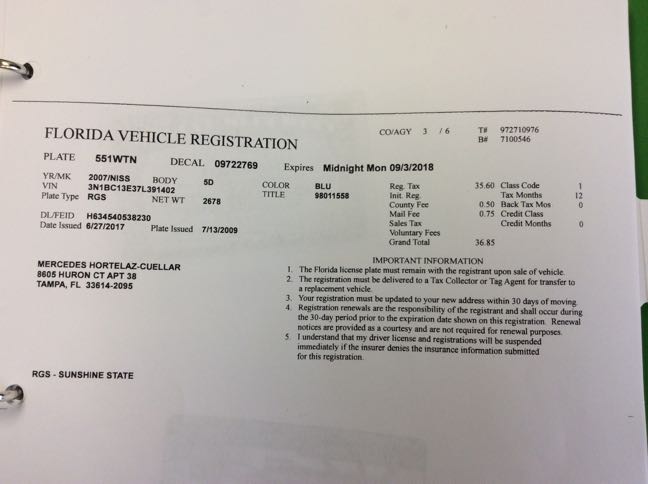 FLORIDA VEHICLE REGISTRATION
CO/AGY 3 / 6 T# 972710976
B# 7100546
PLATE 551WTN DECAL 09722769 Expires Midnight Mon 09/3/2018
YR/MK 2007/NISS BODY 5D COLOR BLU Reg. Tax 35.60 Class Code 1
VIN 3N1BC13E37L391402 TITLE 98011558 Init. Reg. Tax Months 12
Plate Type RGS NET WT 2678 County Fee 0.50 Back Tax Mos 0
Mail Fee 0.75 Credit Class
DL/FEID H634540538230 Sales Tax Credit Months 0
Date Issued 6/27/2017 Plate Issued 7/13/2009 Voluntary Fees
Grand Total 36.85
MERCEDES HORTELAZ-CUELLAR
8605 HURON CT APT 38
TAMPA, FL 33614-2095
IMPORTANT INFORMATION
1. The Florida license plate must remain with the registrant upon sale of vehicle.
2. The registration must be delivered to a Tax Collector or Tag Agent for transfer to
a replacement vehicle.
3. Your registration must be updated to your new address within 30 days of moving.
4. Registration renewals are the responsibility of the registrant and shall occur during
the 30-day period prior to the expiration date shown on this registration. Renewal
notices are provided as a courtesy and are not required for renewal purposes.
5. I understand that my driver license and registrations will be suspended
immediately if the insurer denies the insurance information submitted
for this registration.
RGS - SUNSHINE STATE